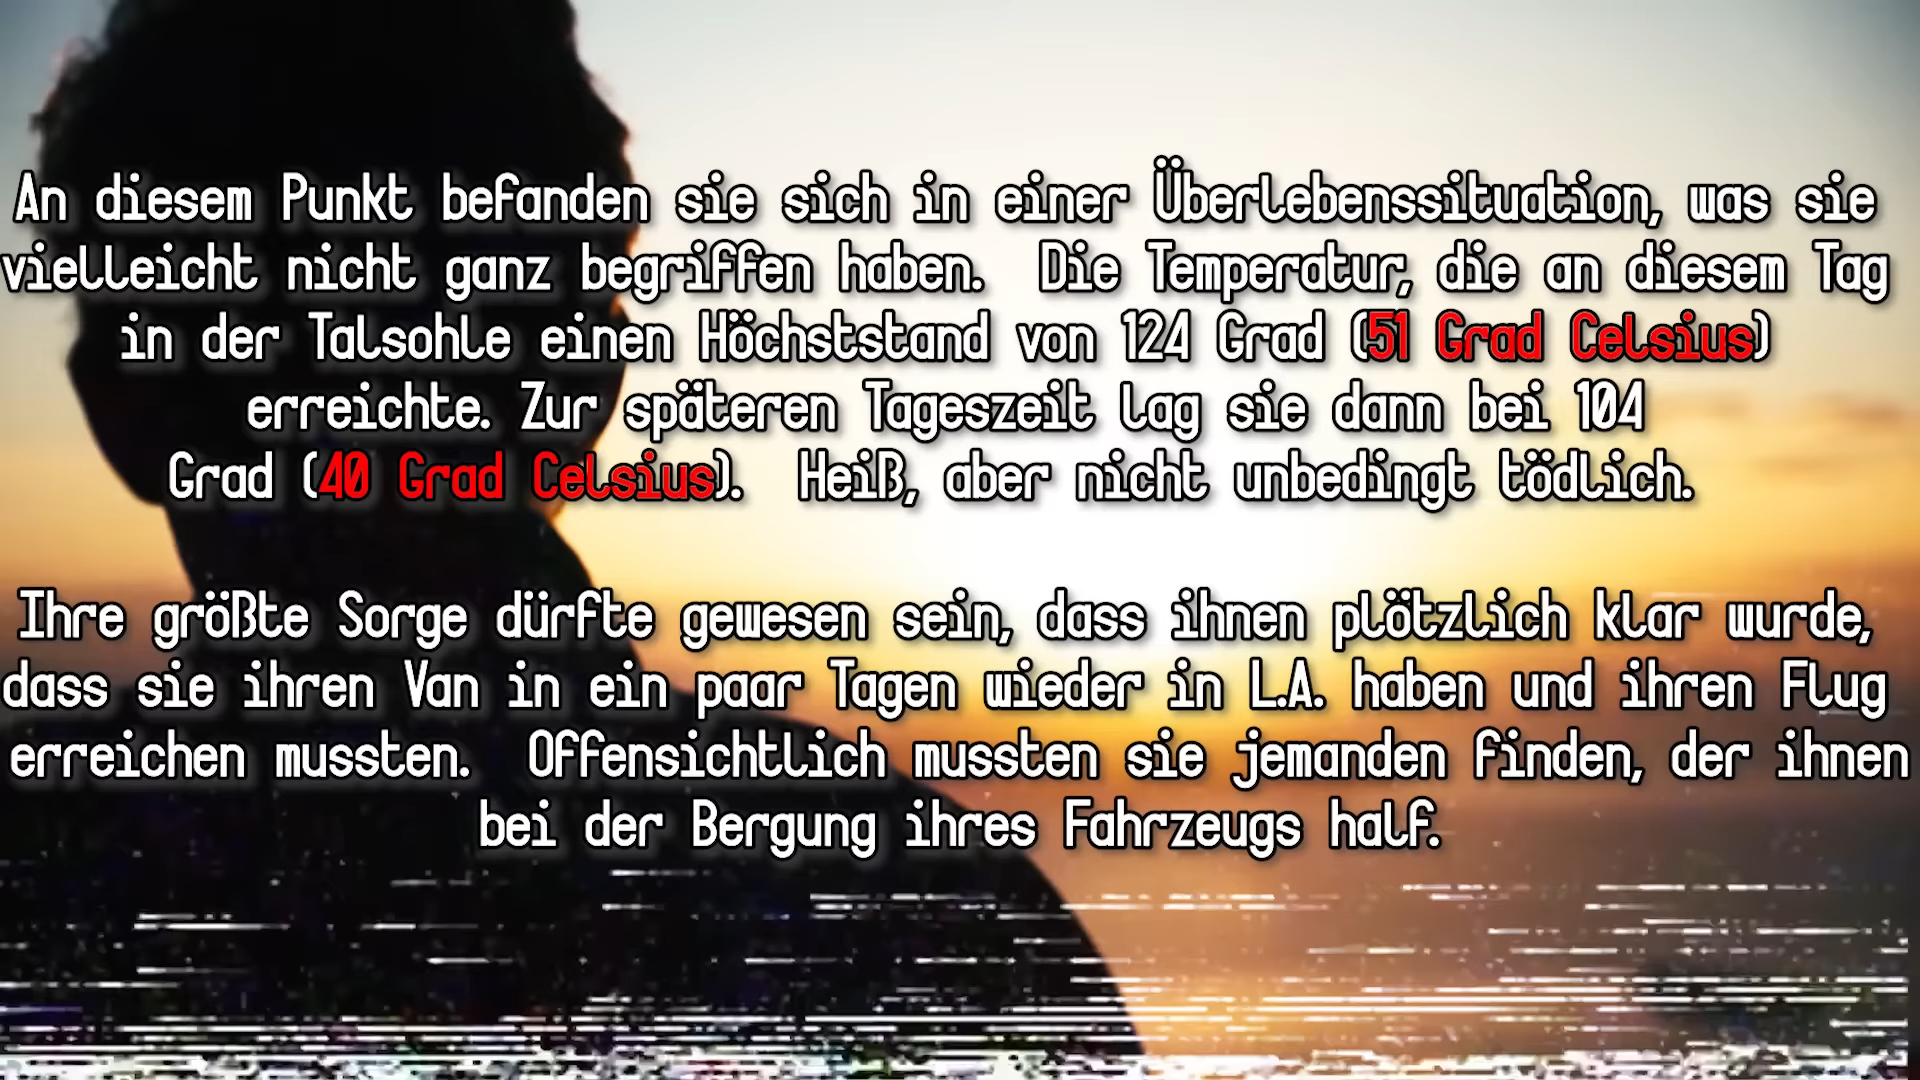 An diesem Punkt befanden sie sich in einer Überlebenssituation, was sie
vielleicht nicht ganz begriffen haben. Die Temperatur, die an diesem Tag
in der Talsohle einen Höchststand von 124 Grad (51 Grad Celsius)
erreichte. Zur späteren Tageszeit lag sie dann bei 104
Grad (40 Grad Celsius). Heiß, aber nicht unbedingt tödlich.
Ihre größte Sorge dürfte gewesen sein, dass ihnen plötzlich klar wurde,
dass sie ihren Van in ein paar Tagen wieder in L.A. haben und ihren Flug
erreichen mussten. Offensichtlich mussten sie jemanden finden, der ihnen
bei der Bergung ihres Fahrzeugs half.